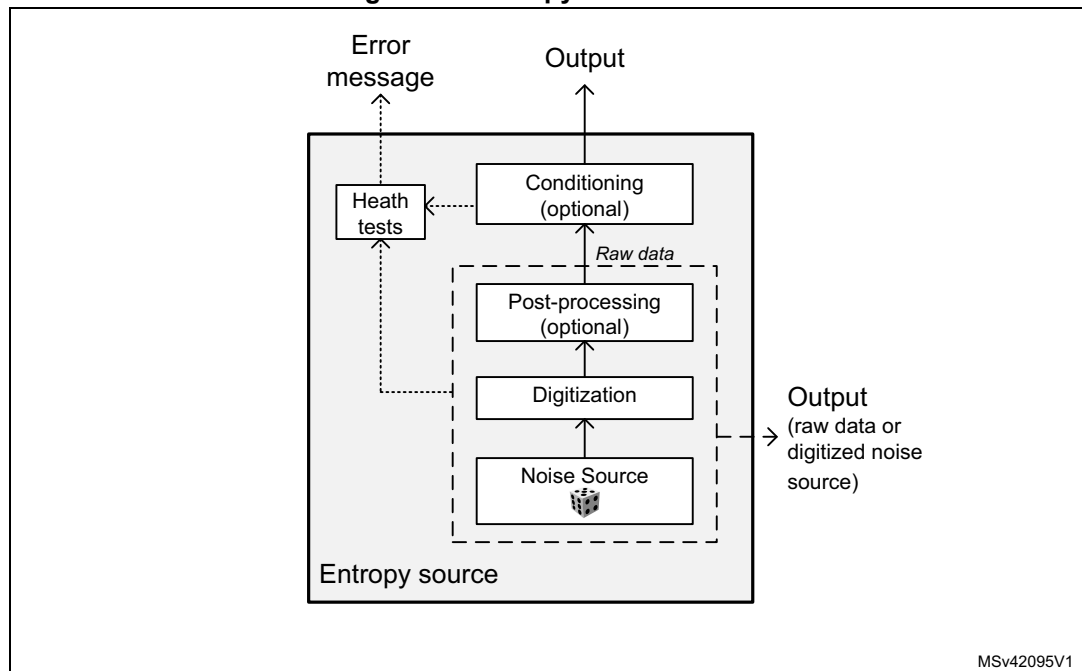 Error
message
Output
Conditioning
(optional)
Heath
tests
Raw data
Post-processing
(optional)
Digitization
Output
(raw data or
digitized noise
source)
Noise Source
Entropy source
MSv42095V1